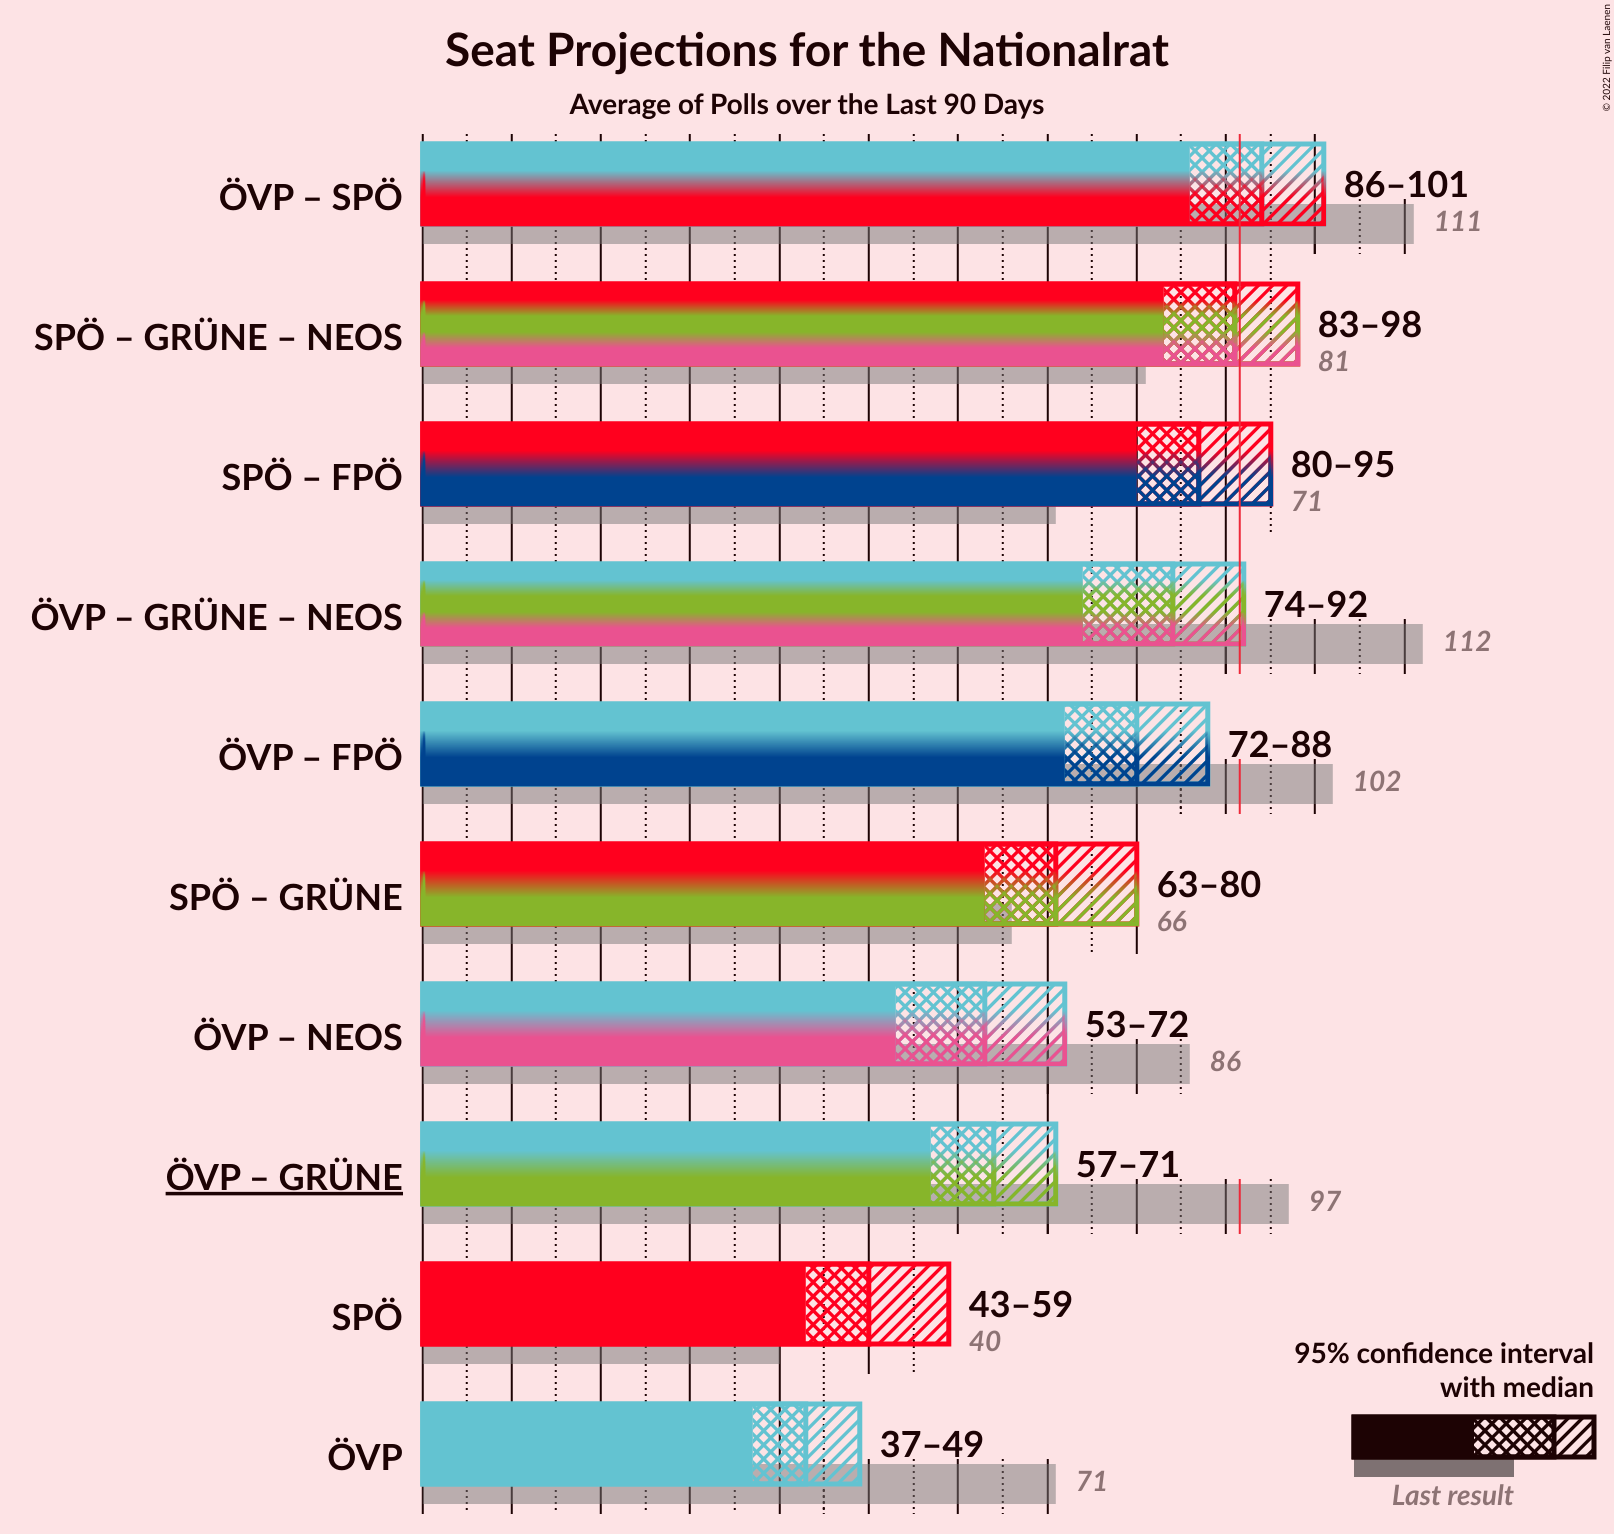 Seat Projections for the Nationalrat
Average of Polls over the Last 90 Days
© 2022 Filip van Laenen
ÖVP – SPÖ
86–101
111
SPÖ – GRÜNE – NEOS
83–98
81
SPÖ – FPÖ
80–95
71
ÖVP – GRÜNE – NEOS
74–92
112
ÖVP – FPÖ
72–88
102
SPÖ – GRÜNE
63–80
66
ÖVP – NEOS
53–72
86
ÖVP – GRÜNE
57–71
97
SPÖ
43–59
40
ÖVP
37–49
71
95% confidence interval
with median
Last result